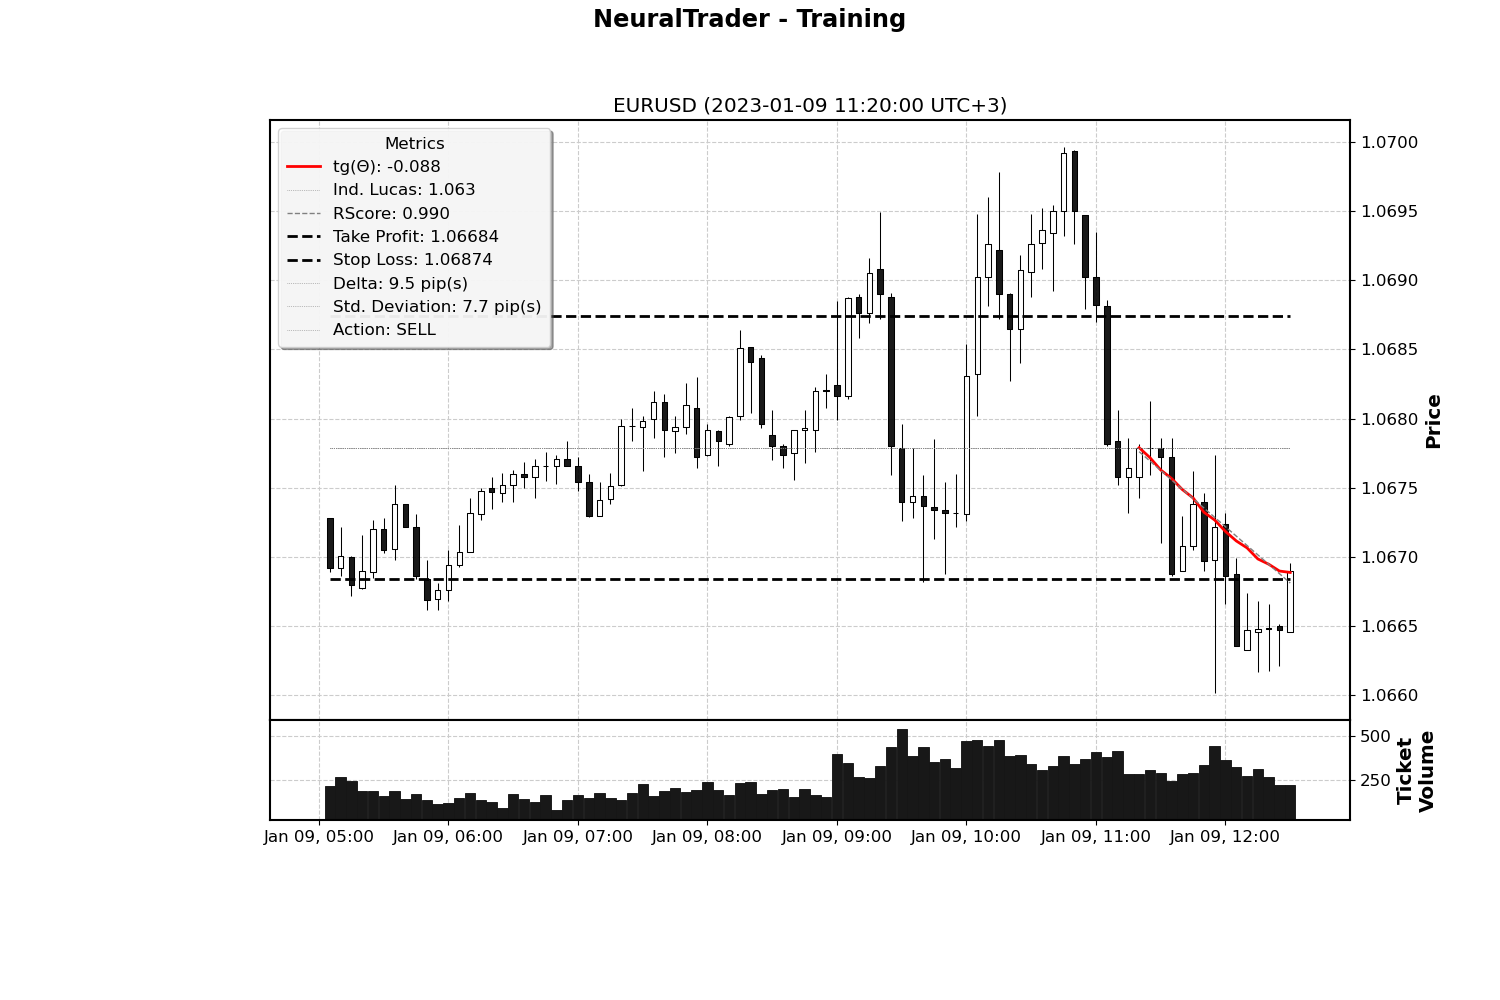 NeuralTrader - Training
EURUSD (2023-01-09 11:20:00 UTC+3)
Metrics
tg(Θ): -0.088
Ind. Lucas: 1.063
RScore: 0.990
Take Profit: 1.06684
Stop Loss: 1.06874
Delta: 9.5 pip(s)
Std. Deviation: 7.7 pip(s)
Action: SELL
1.0700
1.0695
1.0690
1.0685
1.0680
1.0675
1.0670
1.0665
1.0660
Price
500
250
Ticket
Volume
Jan 09, 05:00 Jan 09, 06:00 Jan 09, 07:00 Jan 09, 08:00 Jan 09, 09:00 Jan 09, 10:00 Jan 09, 11:00 Jan 09, 12:00